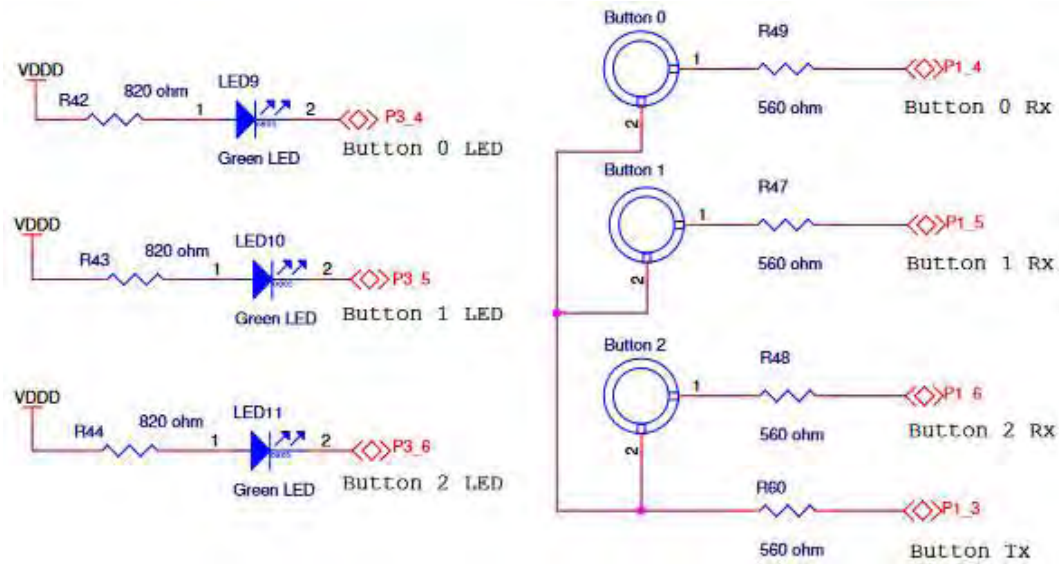 VDDD
R42
820 ohm
1
LED9
2
P3_4
Green LED
Button 0 LED
VDDD
R43
820 ohm
1
LED10
2
P3_5
Green LED
Button 1 LED
VDDD
R44
820 ohm
1
LED11
2
P3_6
Green LED
Button 2 LED
Button 0
1
2
R49
560 ohm
P1_4
Button 0 Rx
Button 1
1
2
R47
560 ohm
P1_5
Button 1 Rx
Button 2
1
2
R48
560 ohm
P1_6
Button 2 Rx
R60
560 ohm
P1_3
Button Tx